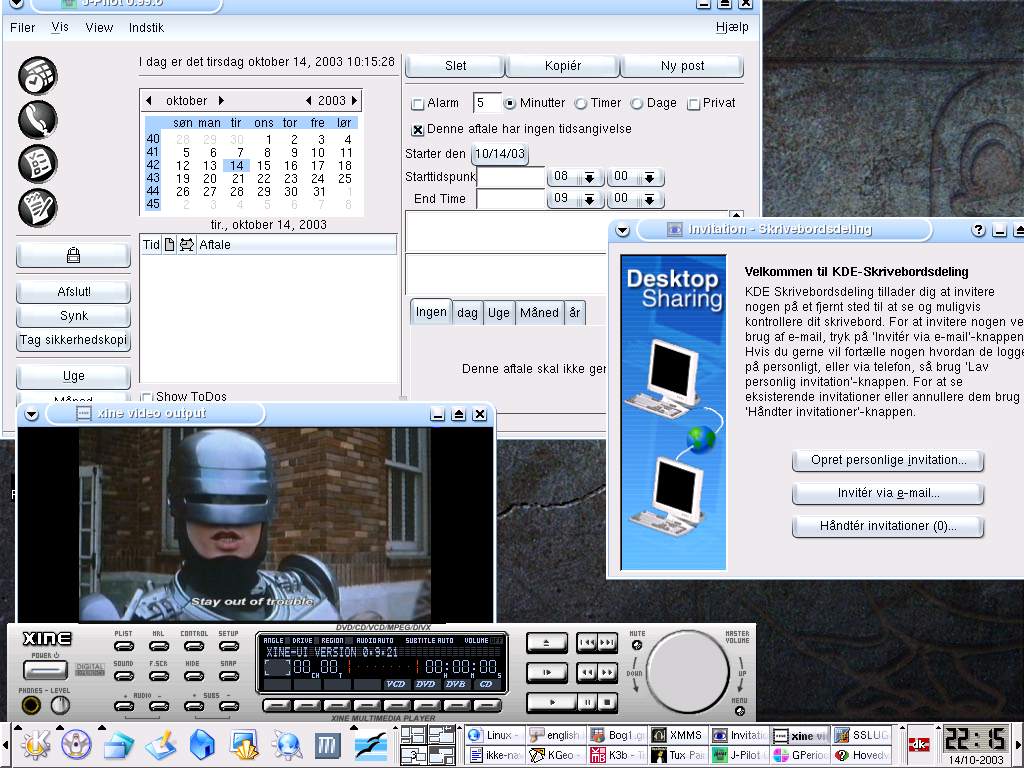 J-Pilot 0.99.6
Filer Vis View Indstik Hjælp
I dag er det tirsdag oktober 14, 2003 10:15:28
oktober 2003
søn man tir ons tor fre lør
40 28 29 30 1 2 3 4
41 5 6 7 8 9 10 11
42 12 13 14 15 16 17 18
43 19 20 21 22 23 24 25
44 26 27 28 29 30 31 1
45 2 3 4 5 6 7 8
tir., oktober 14, 2003
Tid Aftale
Show ToDos
Afslut!
Synk
Tag sikkerhedskopi
Uge
Måned
Slet Kopiér Ny post
Alarm 5 Minutter Timer Dage Privat
Denne aftale har ingen tidsangivelse
Starter den 10/14/03
Starttidspunk 08 00
End Time 09 00
Ingen dag Uge Måned år
Denne aftale skal ikke ger
Invitation - Skrivebordsdeling
Desktop
Sharing
Velkommen til KDE-Skrivebordsdeling
KDE Skrivebordsdeling tillader dig at invitere
nogen på et fjernt sted til at se og muligvis
kontrollere dit skrivebord. For at invitere nogen ve
brug af e-mail, tryk på 'Invitér via e-mail'-knappen
Hvis du gerne vil fortælle nogen hvordan de logge
på personligt, eller via telefon, så brug 'Lav
personlig invitation'-knappen. For at se
eksisterende invitationer eller annullere dem brug
'Håndter invitationer'-knappen.
Opret personlige invitation...
Invitér via e-mail...
Håndtér invitationer (0)...
xine video output
Stay out of trouble.
DVD/CD/VCD/MPEG/DIVX
XINE
POWER
DIGITAL
EXPERIENCE
PHONES - LEVEL
PLIST MRL CONTROL SETUP
SOUND F.SCR HIDE SNAP
+ AUDIO - + SUBS -
ANGLE DRIVE REGION AUDIO AUTO SUBTITLE AUTO VOLUME OFF
XINE-UI VERSION 0.9.21
00 00 00:00:00
CH T H M S
VCD DVD DVB CD
XINE MULTIMEDIA PLAYER
MUTE
MASTER
VOLUME
DOWN
UP
MENU
Linux - english. Bog1.gr XMMS Invitatio xine vi SSLUG
ikke-nav KGeo - K3b - Ti Tux Pain J-Pilot 0 GPerio Hoved
dk
22:15
14/10-2003